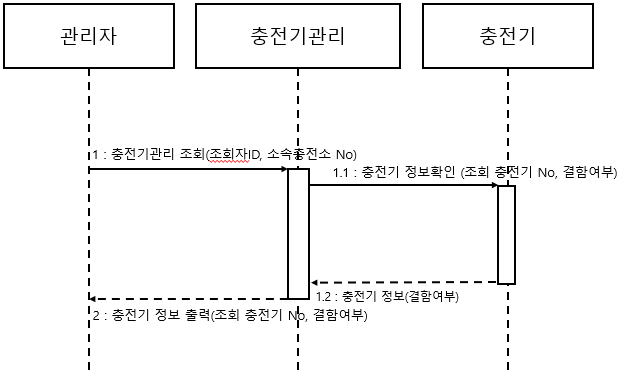 관리자
충전기관리
충전기
1 : 충전기관리 조회(조회자ID, 소속충전소 No)
1.1 : 충전기 정보확인 (조회 충전기 No, 결함여부)
1.2 : 충전기 정보(결함여부)
2 : 충전기 정보 출력(조회 충전기 No, 결함여부)